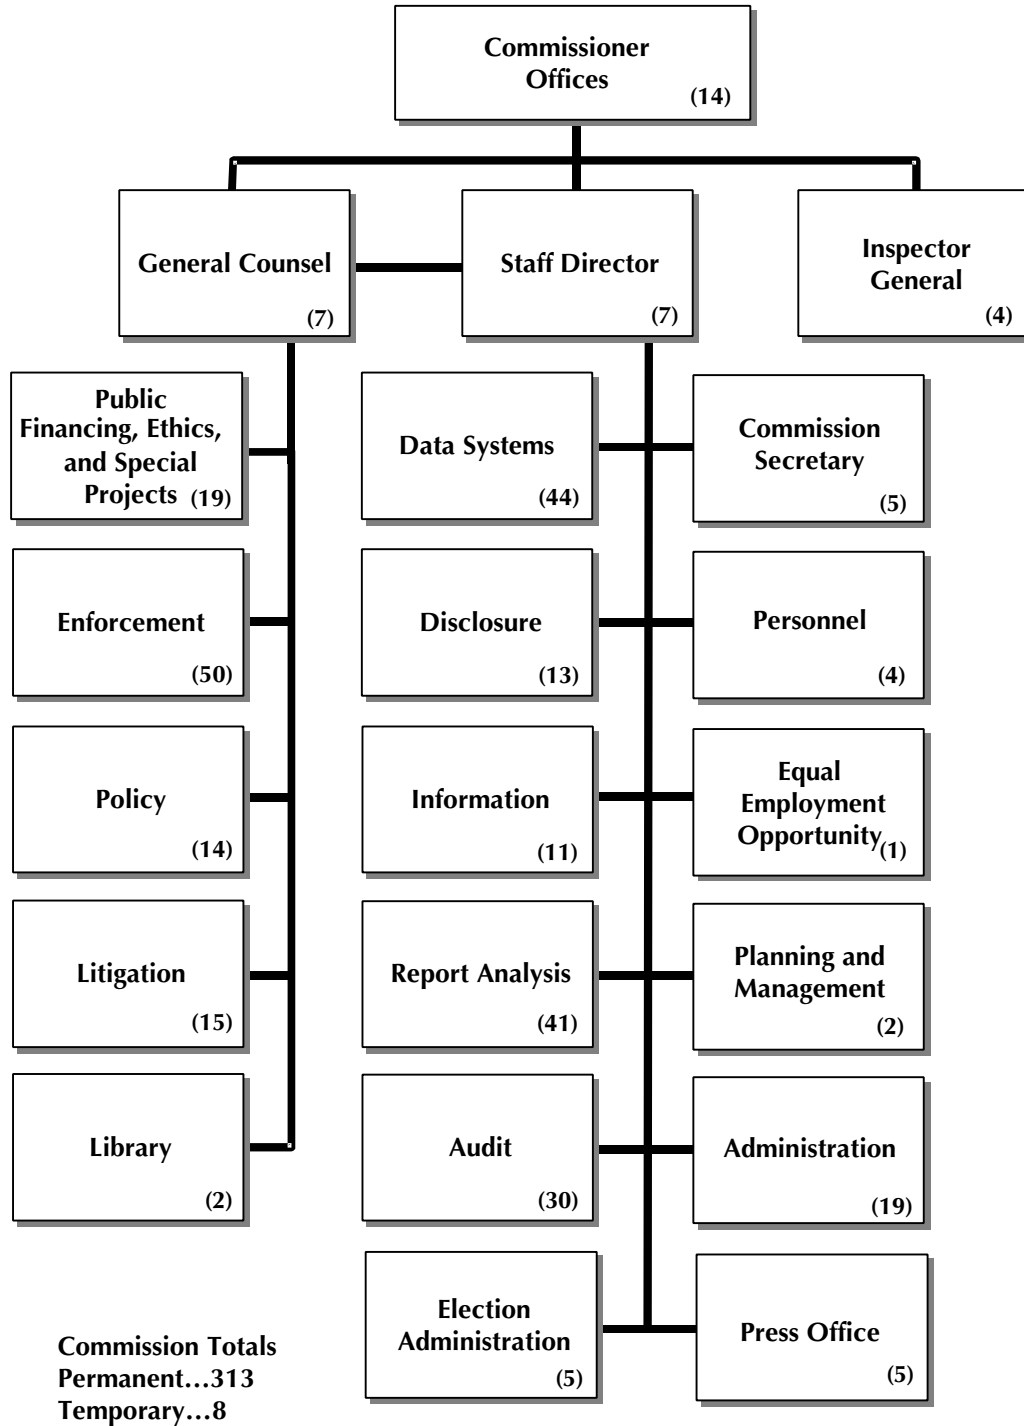 Commissioner
Offices
(14)
General Counsel
(7)
Staff Director
(7)
Inspector
General
(4)
Public
Financing, Ethics,
and Special
Projects (19)
Data Systems
(44)
Commission
Secretary
(5)
Enforcement
(50)
Disclosure
(13)
Personnel
(4)
Policy
(14)
Information
(11)
Equal
Employment
Opportunity (1)
Litigation
(15)
Report Analysis
(41)
Planning and
Management
(2)
Library
(2)
Audit
(30)
Administration
(19)
Election
Administration
(5)
Press Office
(5)
Commission Totals
Permanent...313
Temporary...8